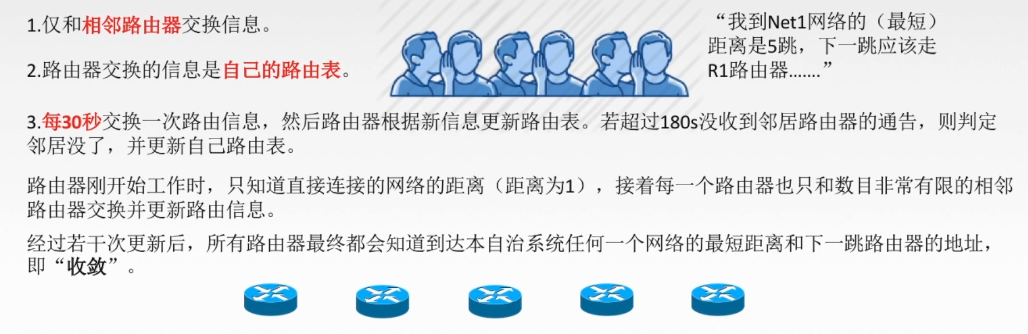 1.仅和相邻路由器交换信息。
2.路由器交换的信息是自己的路由表。
“我到Net1网络的（最短）
距离是5跳，下一跳应该走
R1路由器.......”
3.每30秒交换一次路由信息，然后路由器根据新信息更新路由表。若超过180s没收到邻居路由器的通告，则判定
邻居没了，并更新自己路由表。
路由器刚开始工作时，只知道直接连接的网络的距离（距离为1），接着每一个路由器也只和数目非常有限的相邻
路由器交换并更新路由信息。
经过若干次更新后，所有路由器最终都会知道到达本自治系统任何一个网络的最短距离和下一跳路由器的地址，
即“收敛”。